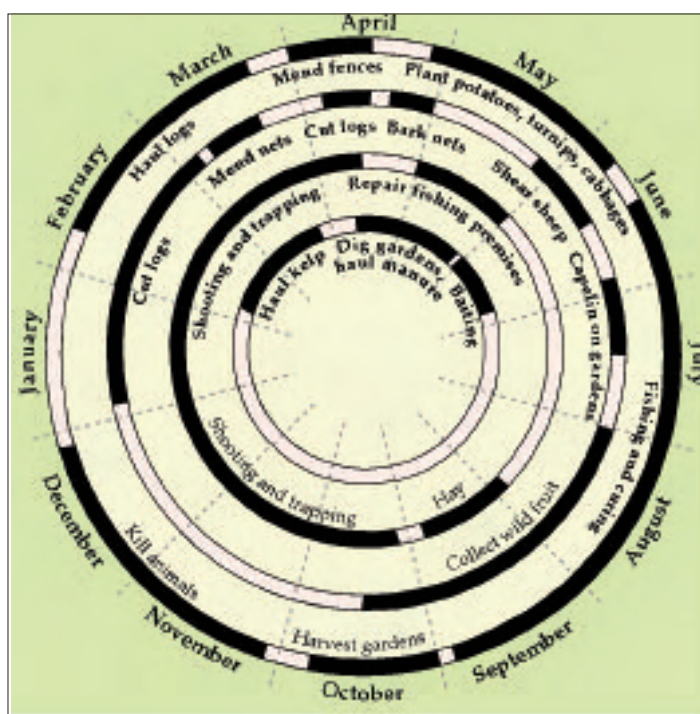 April
May
June
July
August
September
October
November
December
January
February
March
Haul logs
Mend fences
Plant potatoes, turnips, cabbages
Fishing and curing
Harvest gardens
Kill animals
Cut logs
Mend nets
Cut logs
Bark nets
Shear sheep
Capelin on gardens
Collect wild fruit
Shooting and trapping
Repair fishing premises
Hay
Shooting and trapping
Haul kelp
Dig gardens,
haul manure
Baiting